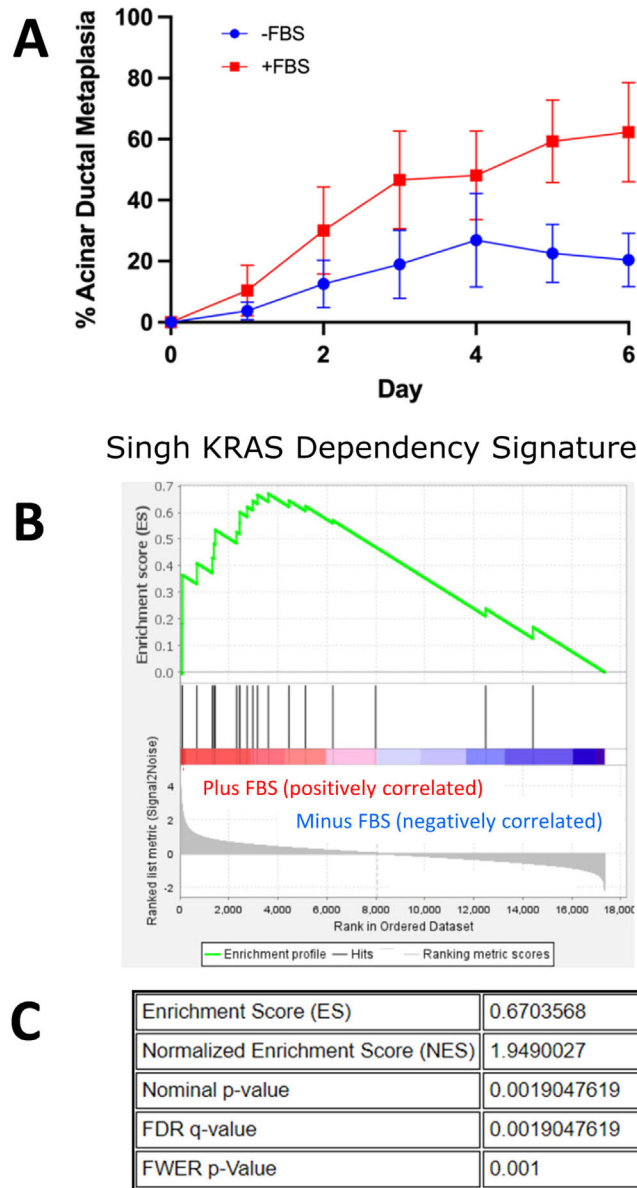 A
% Acinar Ductal Metaplasia
-FBS
+FBS
100
80
60
40
20
0
0 2 4 6
Day
Singh KRAS Dependency Signature
B
Enrichment score (ES)
0.7
0.6
0.5
0.4
0.3
0.2
0.1
0.0
Plus FBS (positively correlated)
Minus FBS (negatively correlated)
Ranked list metric (Signal2Noise)
4
2
0
-2
0 2,000 4,000 6,000 8,000 10,000 12,000 14,000 16,000 18,000
Rank in Ordered Dataset
Enrichment profile Hits Ranking metric scores
C
Enrichment Score (ES) 0.6703568
Normalized Enrichment Score (NES) 1.9490027
Nominal p-value 0.0019047619
FDR q-value 0.0019047619
FWER p-Value 0.001